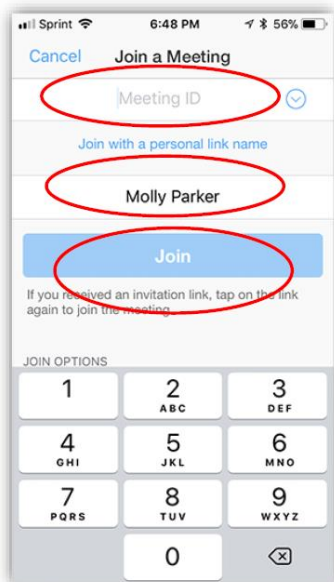 Sprint 6:48 PM 56%
Cancel Join a Meeting
Meeting ID
Join with a personal link name
Molly Parker
Join
If you received an invitation link, tap on the link
again to join the meeting
JOIN OPTIONS
1 2 3
ABC DEF
4 5 6
GHI JKL MNO
7 8 9
PQRS TUV WXYZ
0